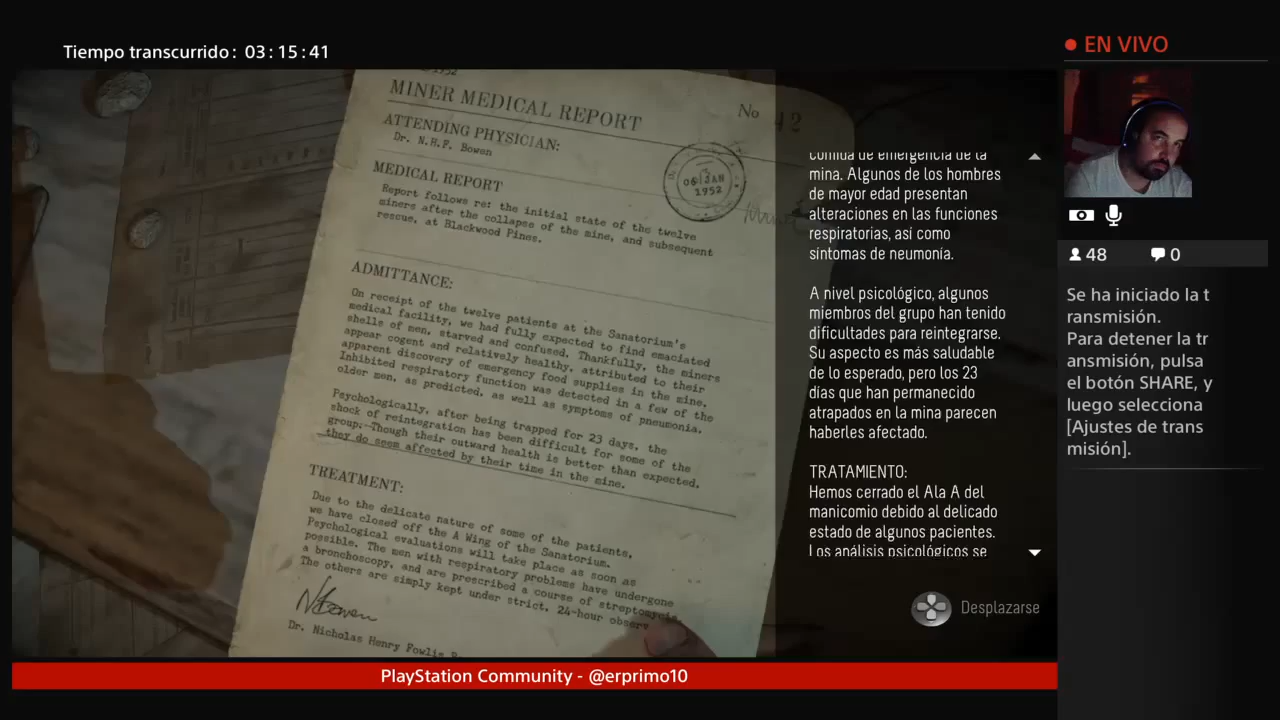 Tiempo transcurrido: 03:15:41
1952
MINER MEDICAL REPORT
No 42
ATTENDING PHYSICIAN:
Dr. N.H.F. Bowen
MEDICAL REPORT
06 JAN
1952
Report follows re: the initial state of the twelve
miners after the collapse of the mine, and subsequent
rescue, at Blackwood Pines.
ADMITTANCE:
On receipt of the twelve patients at the Sanatorium's
medical facility, we had fully expected to find emaciated
shells of men, starved and confused. Thankfully, the miners
appear cogent and relatively healthy, attributed to their
apparent discovery of emergency food supplies in the mine.
Inhibited respiratory function was detected in a few of the
older men, as predicted, as well as symptoms of pneumonia.
Psychologically, after being trapped for 23 days, the
shock of reintegration has been difficult for some of the
group. Though their outward health is better than expected,
they do seem affected by their time in the mine.
TREATMENT:
Due to the delicate nature of some of the patients,
we have closed off the A Wing of the Sanatorium.
Psychological evaluations will take place as soon as
possible. The men with respiratory problems have undergone
a bronchoscopy, and are prescribed a course of streptomycin.
The others are simply kept under strict, 24-hour observ
NBowen
Dr. Nicholas Henry Fowlis B
comida de emergencia de la
mina. Algunos de los hombres
de mayor edad presentan
alteraciones en las funciones
respiratorias, así como
síntomas de neumonía.
A nivel psicológico, algunos
miembros del grupo han tenido
dificultades para reintegrarse.
Su aspecto es más saludable
de lo esperado, pero los 23
días que han permanecido
atrapados en la mina parecen
haberles afectado.
TRATAMIENTO:
Hemos cerrado el Ala A del
manicomio debido al delicado
estado de algunos pacientes.
Los análisis psicológicos se
Desplazarse
EN VIVO
48
0
Se ha iniciado la t
ransmisión.
Para detener la tr
ansmisión, pulsa
el botón SHARE, y
luego selecciona
[Ajustes de trans
misión].
PlayStation Community - @erprimo10